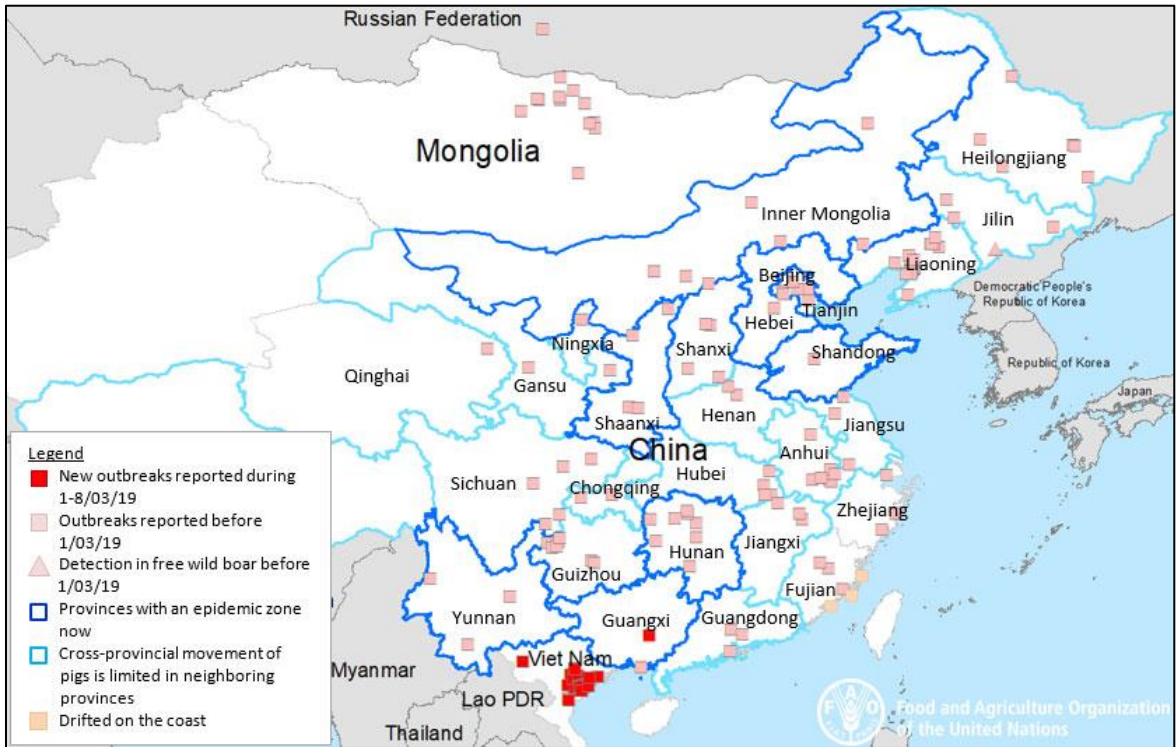 Russian Federation
Mongolia
Heilongjiang
Inner Mongolia
Jilin
Beijing
Liaoning
Democratic People's
Republic of Korea
Tianjin
Hebei
Ningxia
Shanxi
Shandong
Republic of Korea
Qinghai
Gansu
Japan
Henan
Shaanxi
Jiangsu
China
Anhui
Hubei
Sichuan
Chongqing
Zhejiang
Hunan
Jiangxi
Guizhou
Fujian
Yunnan
Guangxi
Guangdong
Viet Nam
Myanmar
Lao PDR
Thailand
Legend
New outbreaks reported during
1-8/03/19
Outbreaks reported before
1/03/19
Detection in free wild boar before
1/03/19
Provinces with an epidemic zone
now
Cross-provincial movement of
pigs is limited in neighboring
provinces
Drifted on the coast
F A O
Food and Agriculture Organization
of the United Nations